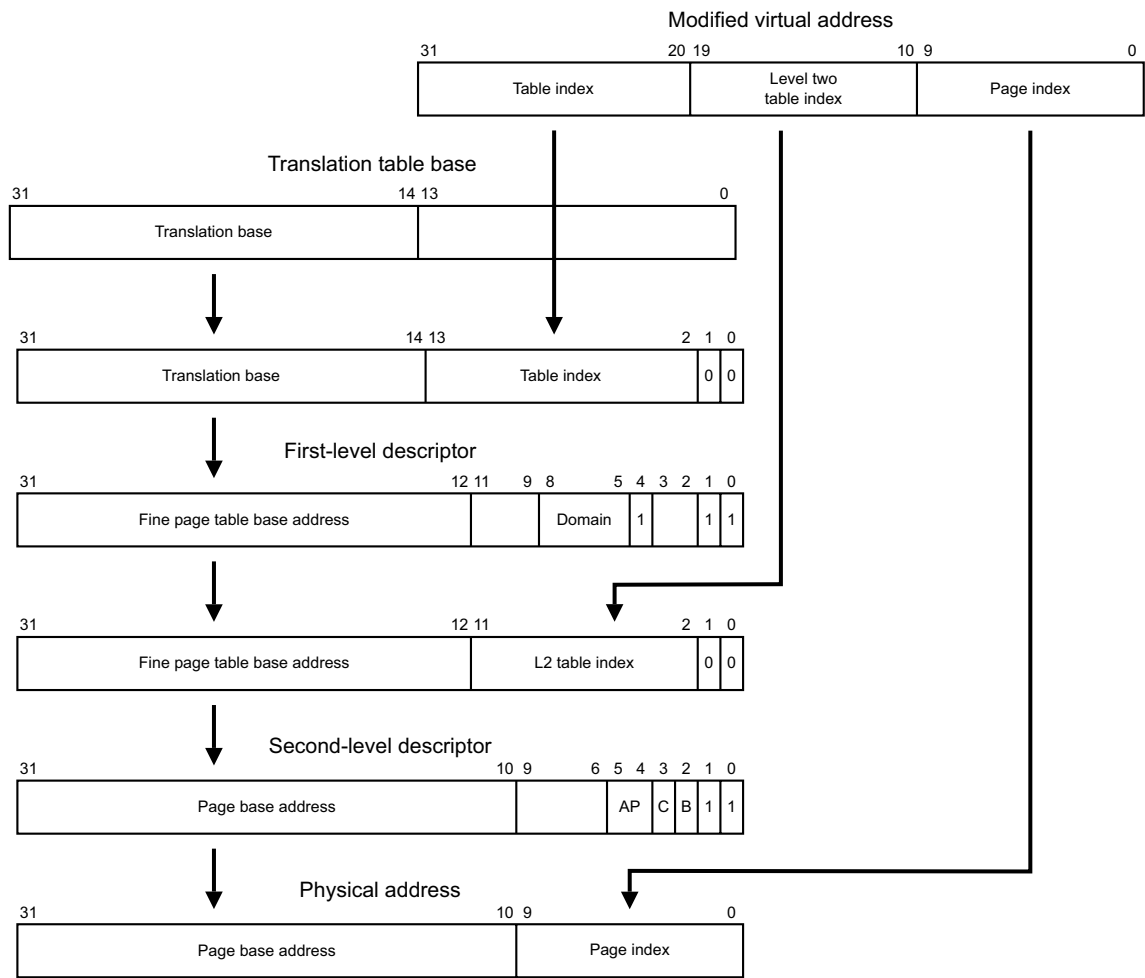 Modified virtual address
31 20 19 10 9 0
Table index
Level two
table index
Page index
Translation table base
31 14 13 0
Translation base
31 14 13 2 1 0
Translation base Table index 0 0
First-level descriptor
31 12 11 9 8 5 4 3 2 1 0
Fine page table base address Domain 1 1 1
31 12 11 2 1 0
Fine page table base address L2 table index 0 0
Second-level descriptor
31 10 9 6 5 4 3 2 1 0
Page base address AP C B 1 1
Physical address
31 10 9 0
Page base address Page index